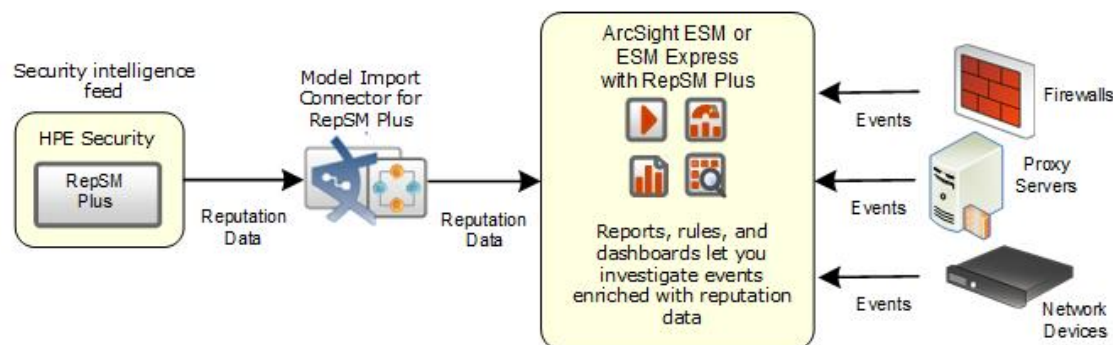 Security intelligence
feed
HPE Security
RepSM
Plus
Reputation
Data
Model Import
Connector for
RepSM Plus
Reputation
Data
ArcSight ESM or
ESM Express
with RepSM Plus
Reports, rules, and
dashboards let you
investigate events
enriched with reputation
data
Events
Firewalls
Events
Proxy
Servers
Events
Network
Devices